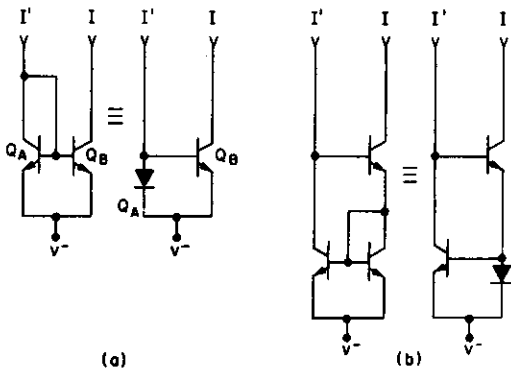 I' I I' I I' I I' I
Q_A Q_B ≡ Q_B ≡
Q_A
V⁻ V⁻ V⁻ V⁻
(a) (b)